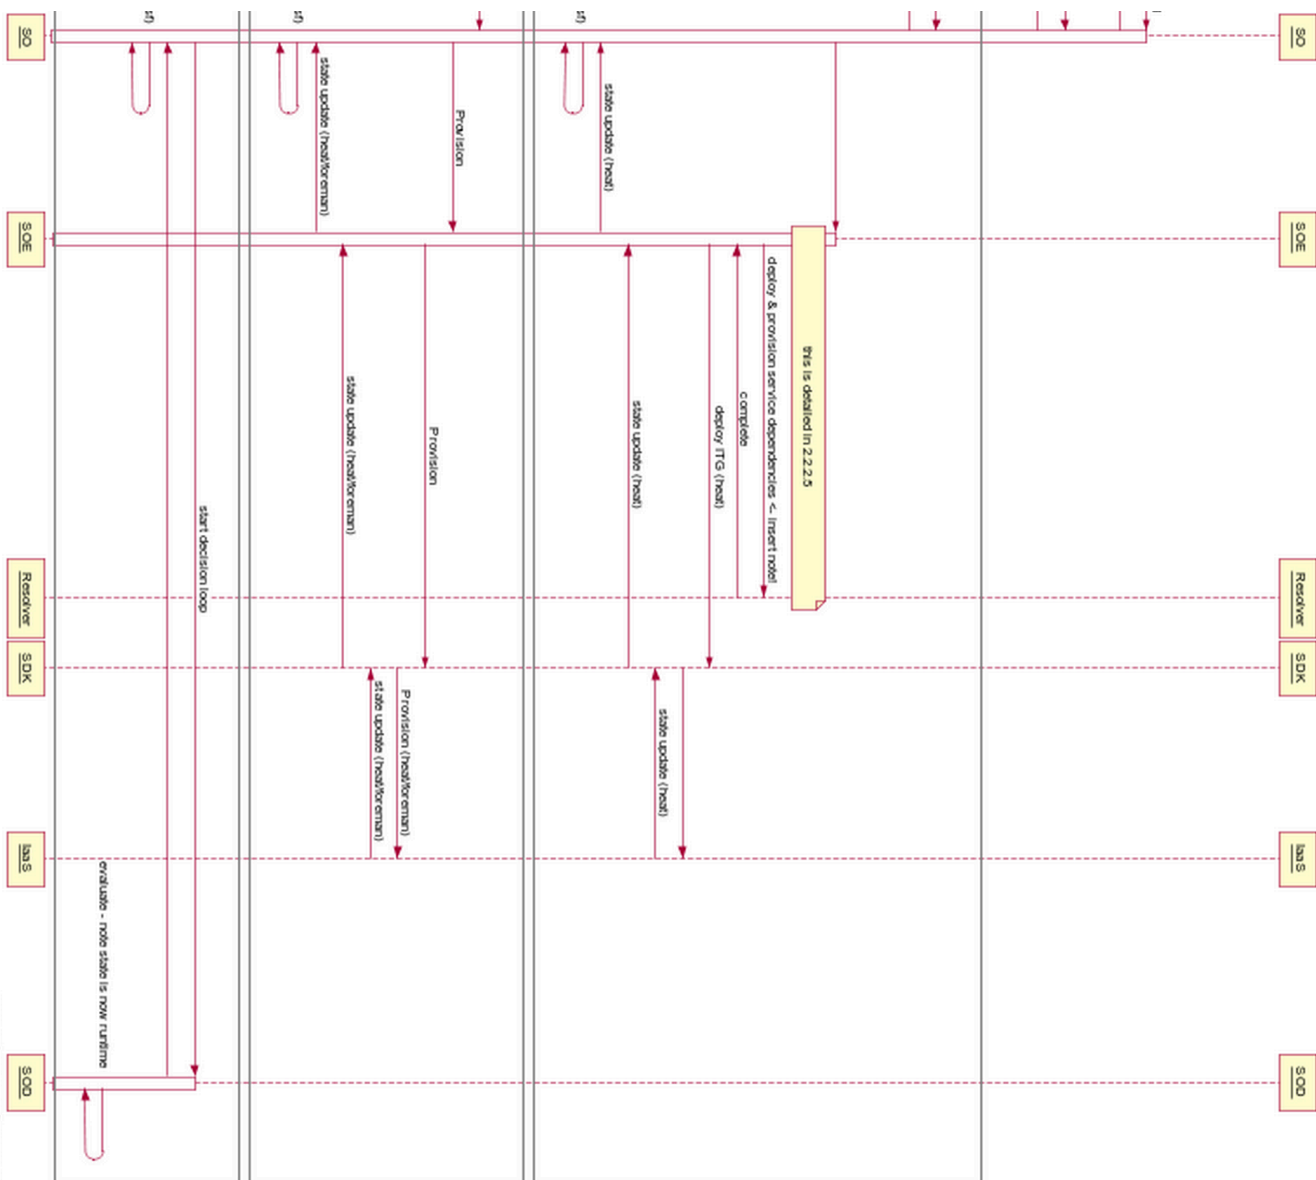 SO
SOE
Resolver
SDK
IaaS
SOD
this is detailed in 2.2.2.5
deploy & provision service dependencies <- insert note!
complete
deploy ITG (heat)
state update (heat)
state update (heat)
state update (heat)
Provision
Provision
Provision (heat/foreman)
state update (heat/foreman)
state update (heat/foreman)
state update (heat/foreman)
start decision loop
evaluate - note state is now runtime
SO
SOE
Resolver
SDK
IaaS
SOD